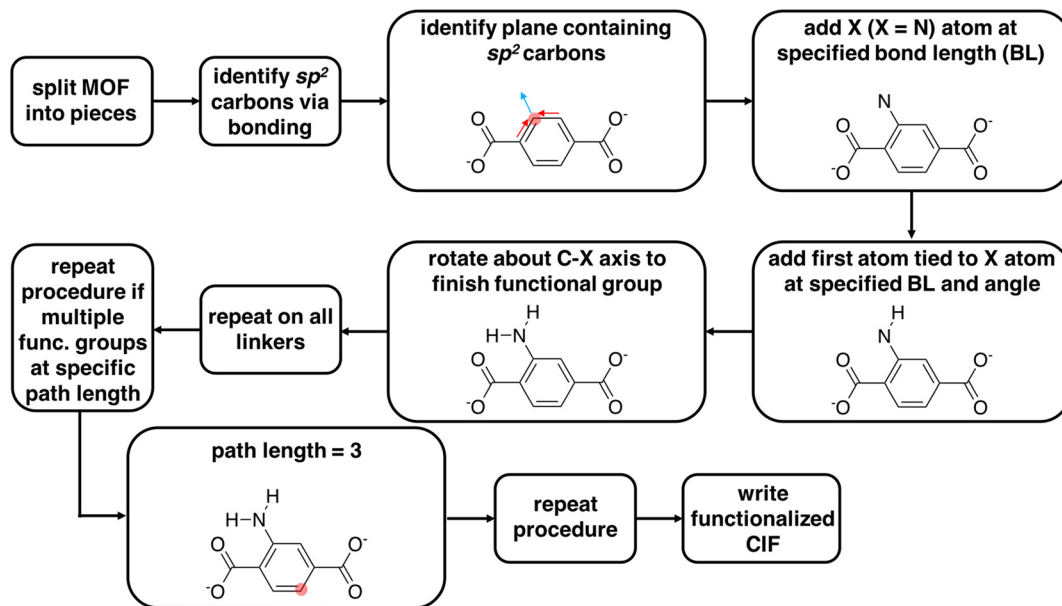 split MOF
into pieces
identify sp²
carbons via
bonding
identify plane containing
sp² carbons
O
⁻O
O⁻
O
add X (X = N) atom at
specified bond length (BL)
N
O
⁻O
O⁻
O
add first atom tied to X atom
at specified BL and angle
H
N
O
⁻O
O⁻
O
rotate about C-X axis to
finish functional group
H
H N
O
⁻O
O⁻
O
repeat on all
linkers
repeat
procedure if
multiple
func. groups
at specific
path length
path length = 3
H
H N
O
⁻O
O⁻
O
repeat
procedure
write
functionalized
CIF